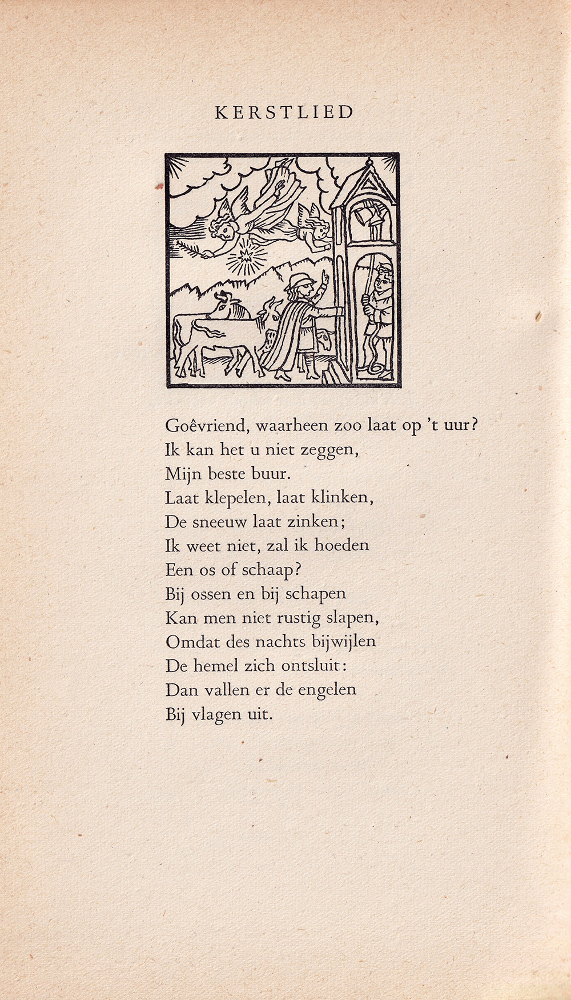 KERSTLIED
Goêvriend, waarheen zoo laat op ’t uur?
Ik kan het u niet zeggen,
Mijn beste buur.
Laat klepelen, laat klinken,
De sneeuw laat zinken;
Ik weet niet, zal ik hoeden
Een os of schaap?
Bij ossen en bij schapen
Kan men niet rustig slapen,
Omdat des nachts bijwijlen
De hemel zich ontsluit:
Dan vallen er de engelen
Bij vlagen uit.